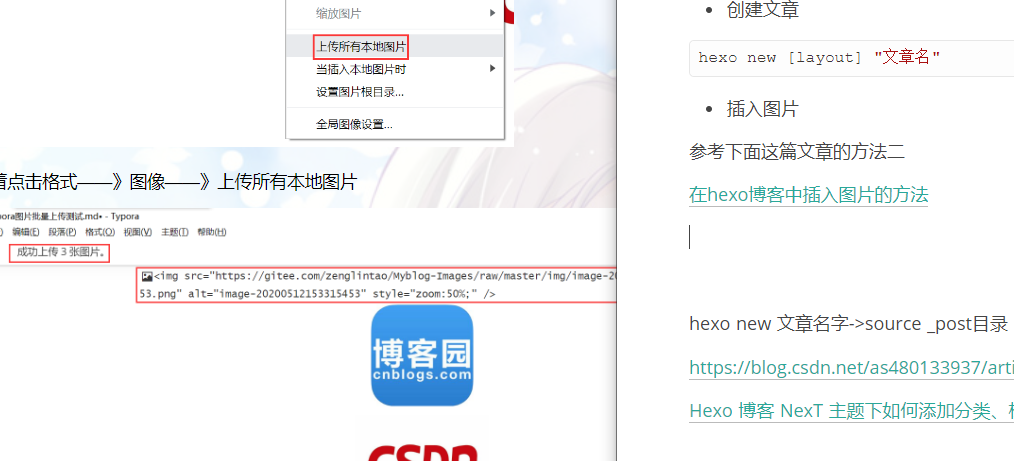 缩放图片
上传所有本地图片
当插入本地图片时
设置图片根目录...
全局图像设置...
着点击格式——》图像——》上传所有本地图片
pora图片批量上传测试.md• - Typora
) 编辑(E) 段落(P) 格式(O) 视图(V) 主题(T) 帮助(H)
成功上传 3 张图片。
<img src="https://gitee.com/zenglintao/Myblog-Images/raw/master/img/image-20
53.png" alt="image-20200512153315453" style="zoom:50%;" />
博客园
cnblogs.com
CSDN
创建文章
hexo new [layout] "文章名"
插入图片
参考下面这篇文章的方法二
在hexo博客中插入图片的方法
hexo new 文章名字->source _post目录
https://blog.csdn.net/as480133937/arti
Hexo 博客 NexT 主题下如何添加分类、